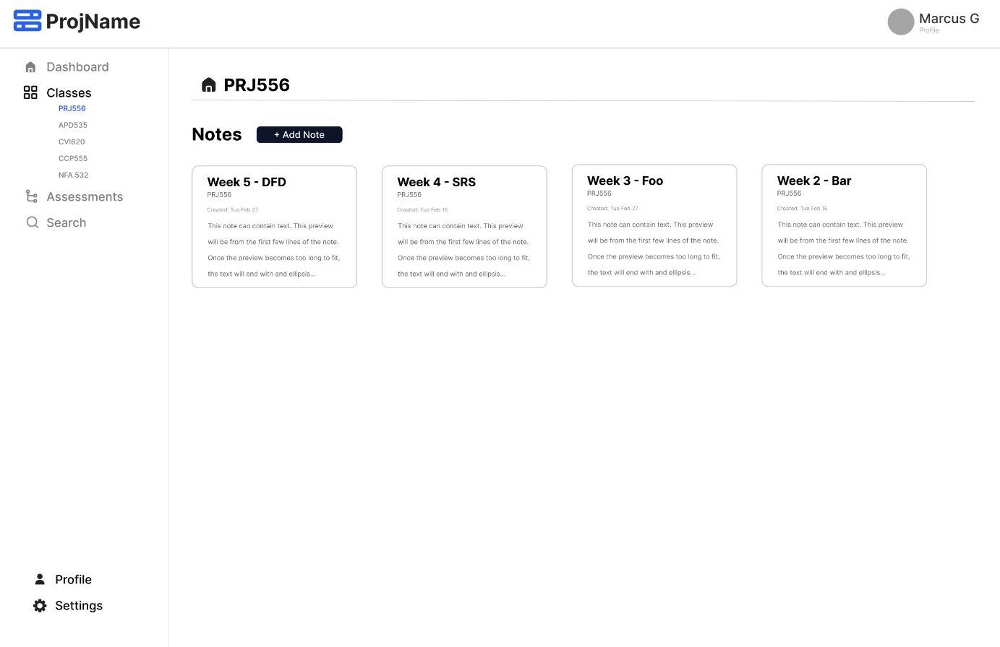 ProjName
Marcus G
Profile
Dashboard
Classes
PRJ556
APD535
CVI620
CCP555
NFA 532
Assessments
Search
Profile
Settings
PRJ556
Notes
+ Add Note
Week 5 - DFD
PRJ556
Created: Tue Feb 27
This note can contain text. This preview
will be from the first few lines of the note.
Once the preview becomes too long to fit,
the text will end with and ellipsis...
Week 4 - SRS
PRJ556
Created: Tue Feb 16
This note can contain text. This preview
will be from the first few lines of the note.
Once the preview becomes too long to fit,
the text will end with and ellipsis...
Week 3 - Foo
PRJ556
Created: Tue Feb 27
This note can contain text. This preview
will be from the first few lines of the note.
Once the preview becomes too long to fit,
the text will end with and ellipsis...
Week 2 - Bar
PRJ556
Created: Tue Feb 16
This note can contain text. This preview
will be from the first few lines of the note.
Once the preview becomes too long to fit,
the text will end with and ellipsis...